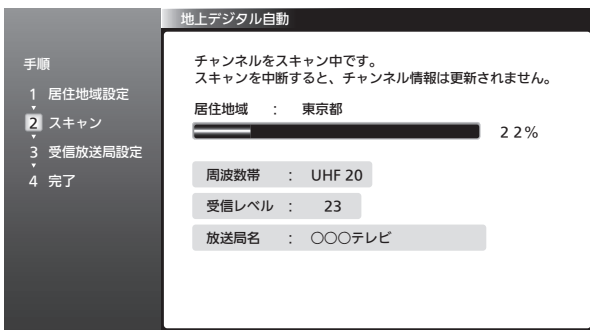 地上デジタル自動
手順
1 居住地域設定
2 スキャン
3 受信放送局設定
4 完了
チャンネルをスキャン中です。
スキャンを中断すると、チャンネル情報は更新されません。
居住地域 : 東京都
22%
周波数帯 : UHF 20
受信レベル : 23
放送局名 : ○○○テレビ